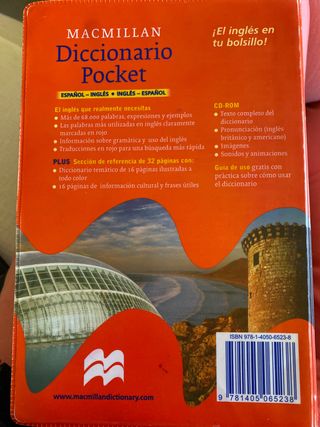 MACMILLAN
Diccionario
Pocket
¡El inglés en
tu bolsillo!
ESPAÑOL – INGLÉS • INGLÉS – ESPAÑOL
El inglés que realmente necesitas
• Más de 68.000 palabras, expresiones y ejemplos
• Las palabras más utilizadas en inglés claramente
marcadas en rojo
• Información sobre gramática y uso del inglés
• Traducciones en rojo para una búsqueda más rápida
PLUS Sección de referencia de 32 páginas con:
• Diccionario temático de 16 páginas ilustradas a
todo color
• 16 páginas de información cultural y frases útiles
CD-ROM
• Texto completo del
diccionario
• Pronunciación (inglés
británico y americano)
• Imágenes
• Sonidos y animaciones
Guía de uso gratis con
práctica sobre cómo usar
el diccionario
www.macmillandictionary.com
ISBN 978-1-4050-6523-8
9 781405 065238